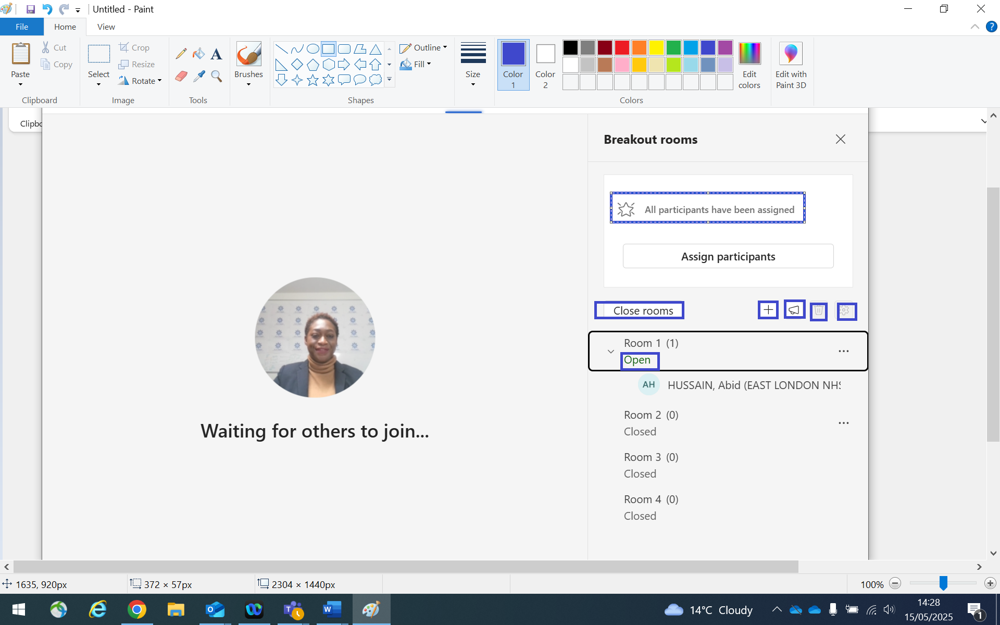 Untitled - Paint
File Home View
Paste
Cut
Copy
Clipboard
Select
Crop
Resize
Rotate
Image
Tools
Brushes
Shapes
Outline
Fill
Size
Color 1
Color 2
Colors
Edit colors
Edit with Paint 3D
Clipbo
Breakout rooms
All participants have been assigned
Assign participants
Close rooms
Room 1 (1)
Open
AH HUSSAIN, Abid (EAST LONDON NHS
Room 2 (0)
Closed
Room 3 (0)
Closed
Room 4 (0)
Closed
Waiting for others to join...
1635, 920px
372 × 57px
2304 × 1440px
100%
14°C Cloudy
14:28
15/05/2025
1